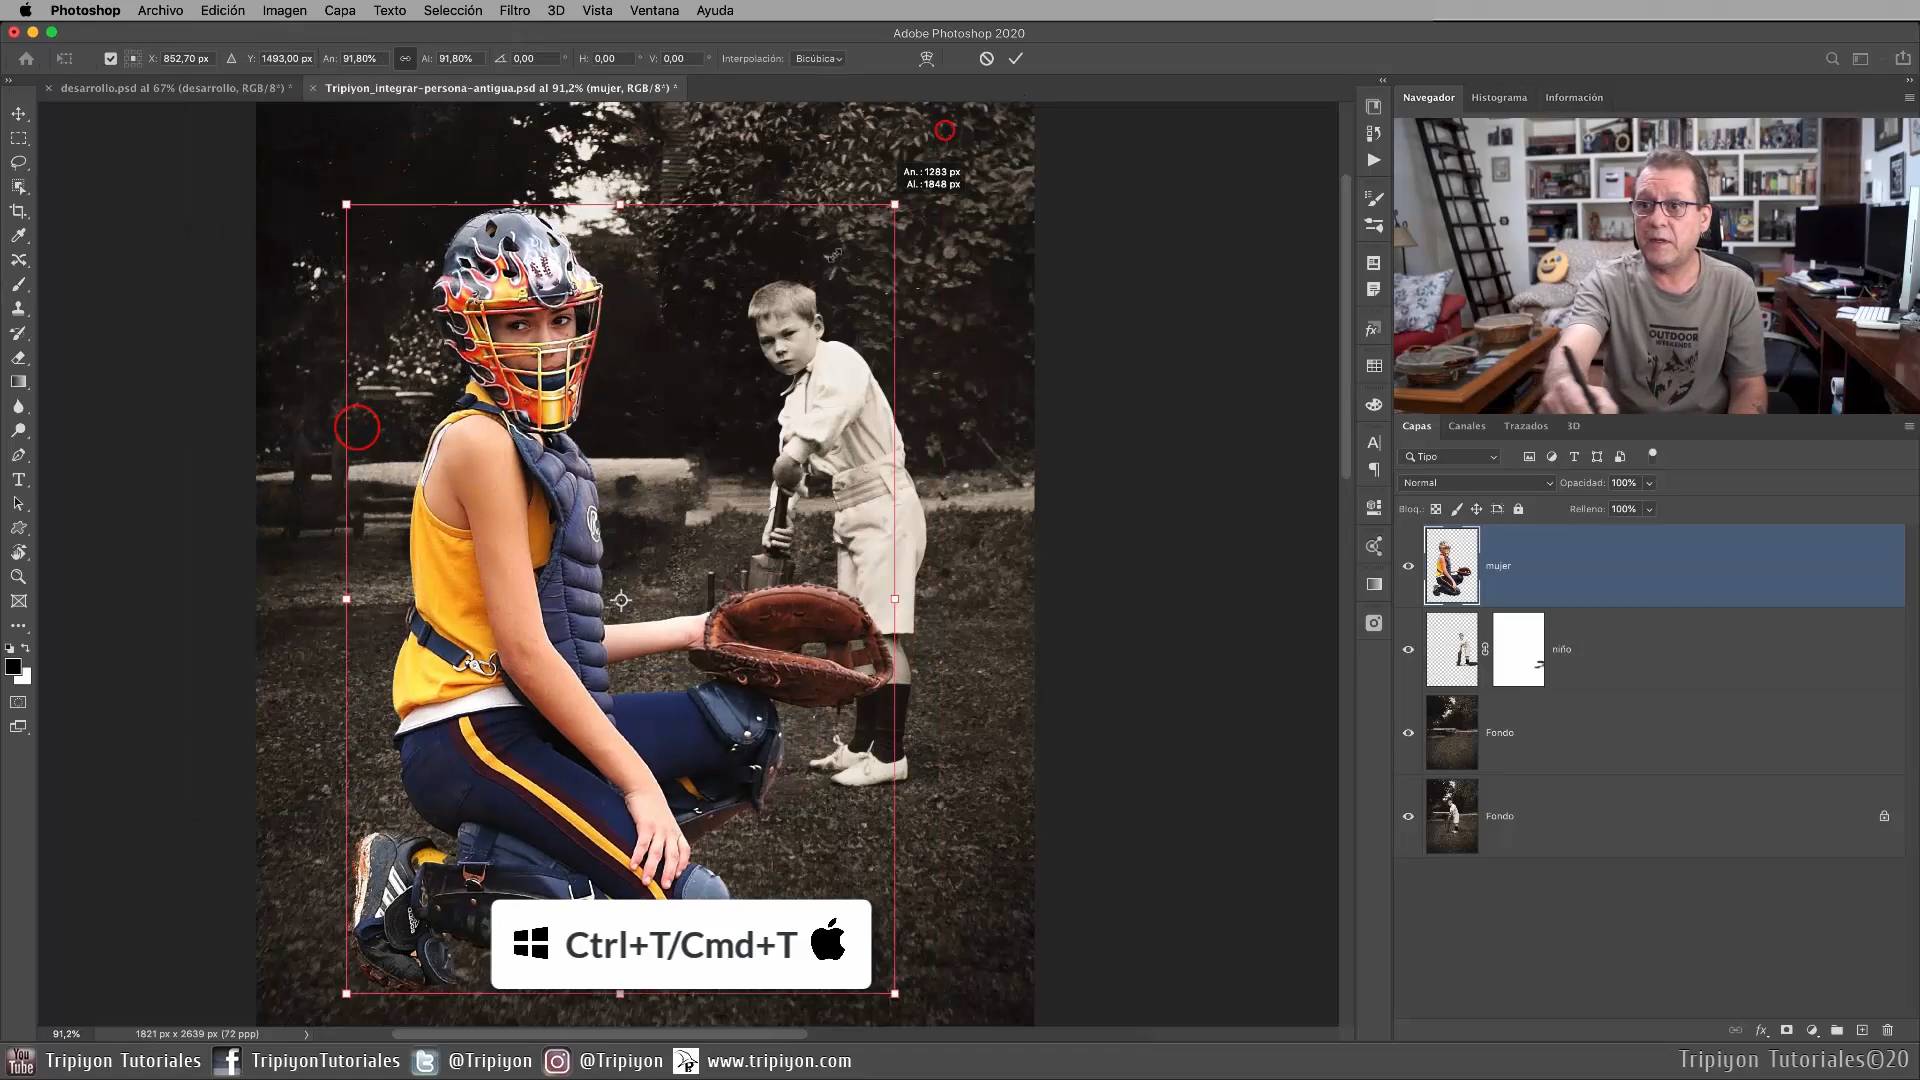 Photoshop Archivo Edición Imagen Capa Texto Selección Filtro 3D Vista Ventana Ayuda
Adobe Photoshop 2020
X: 852,70 px Y: 1493,00 px An: 91,80% Al: 91,80% 0,00 ° H: 0,00 ° V: 0,00 ° Interpolación: Bicúbica
desarrollo.psd al 67% (desarrollo, RGB/8*) *
Tripiyon_integrar-persona-antigua.psd al 91,2% (mujer, RGB/8*) *
Navegador Histograma Información
An. : 1283 px
Al. : 1848 px
OUTDOOR
WEEKENDS
Capas Canales Trazados 3D
Tipo
Normal Opacidad: 100%
Bloq.: Relleno: 100%
mujer
niño
Fondo
Fondo
Ctrl+T/Cmd+T
91,2% 1821 px x 2639 px (72 ppp)
You Tube Tripiyon Tutoriales TripiyonTutoriales @Tripiyon @Tripiyon www.tripiyon.com
Tripiyon Tutoriales©20